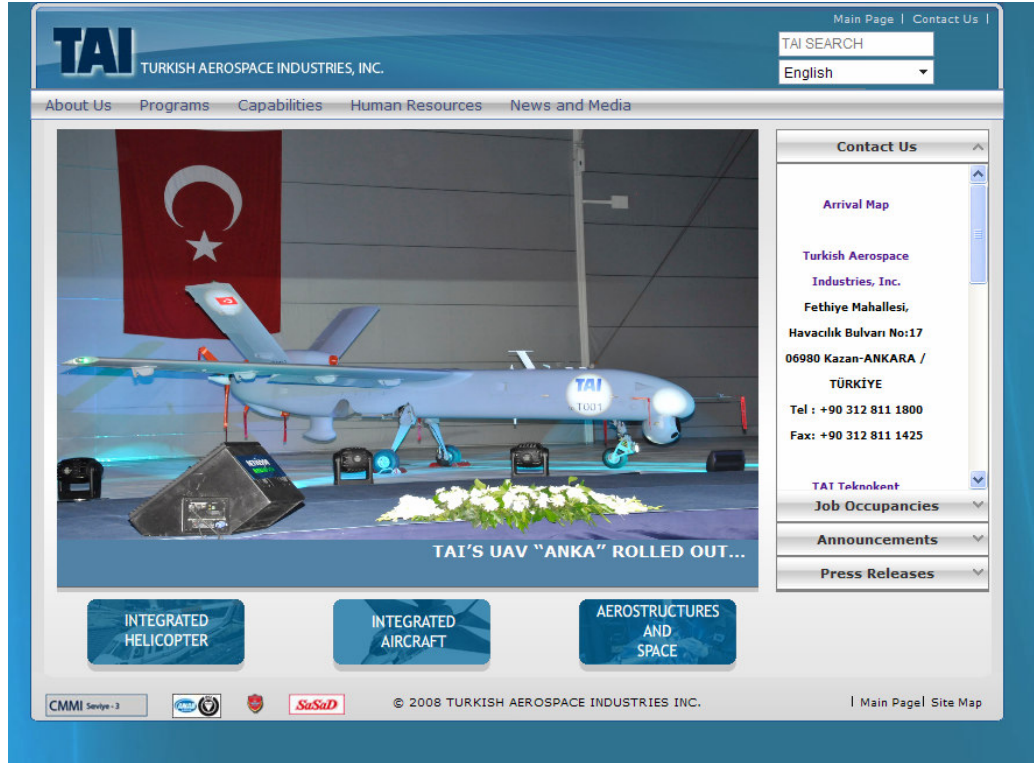 Main Page | Contact Us |
TAI
TURKISH AEROSPACE INDUSTRIES, INC.
TAI SEARCH
English
About Us Programs Capabilities Human Resources News and Media
TAI
T001
TAI'S UAV "ANKA" ROLLED OUT...
Contact Us
Arrival Map
Turkish Aerospace
Industries, Inc.
Fethiye Mahallesi,
Havacılık Bulvarı No:17
06980 Kazan-ANKARA /
TÜRKİYE
Tel : +90 312 811 1800
Fax: +90 312 811 1425
TAI Teknokent
Job Occupancies
Announcements
Press Releases
INTEGRATED
HELICOPTER
INTEGRATED
AIRCRAFT
AEROSTRUCTURES
AND
SPACE
CMMI Seviye - 3
SaSaD
© 2008 TURKISH AEROSPACE INDUSTRIES INC.
| Main Page| Site Map